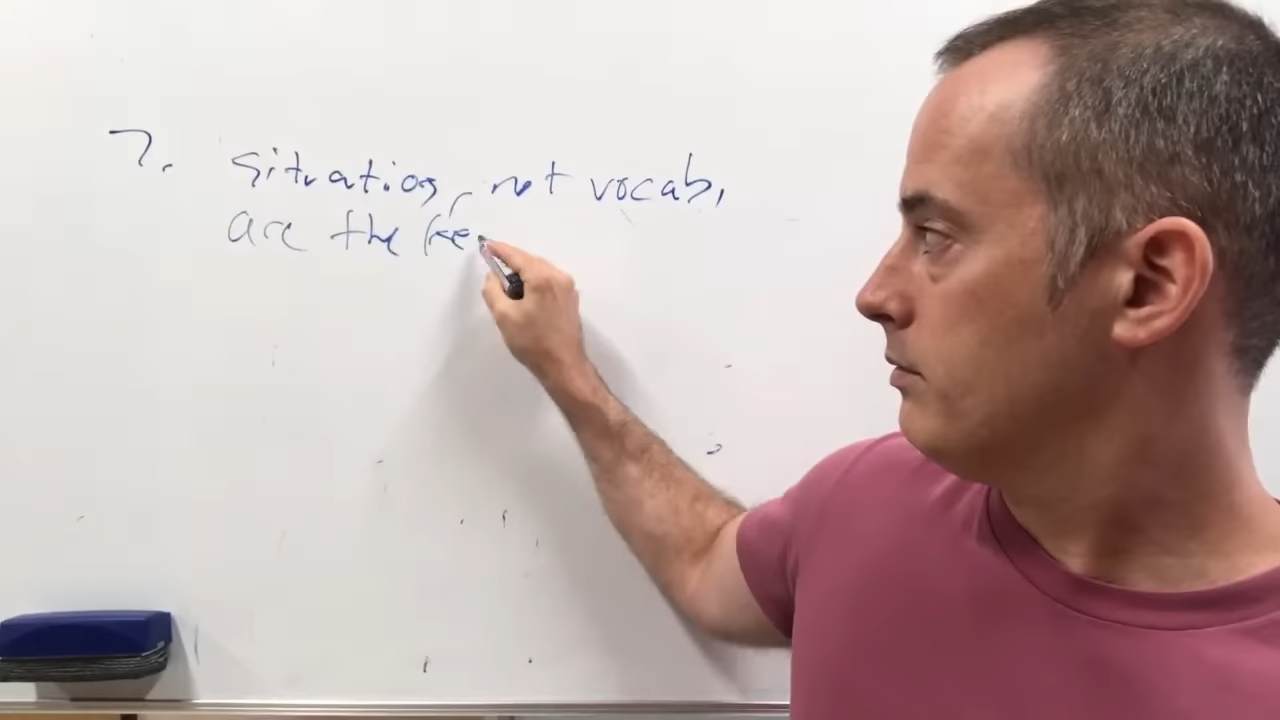 7. Situations, not vocab,
are the ke